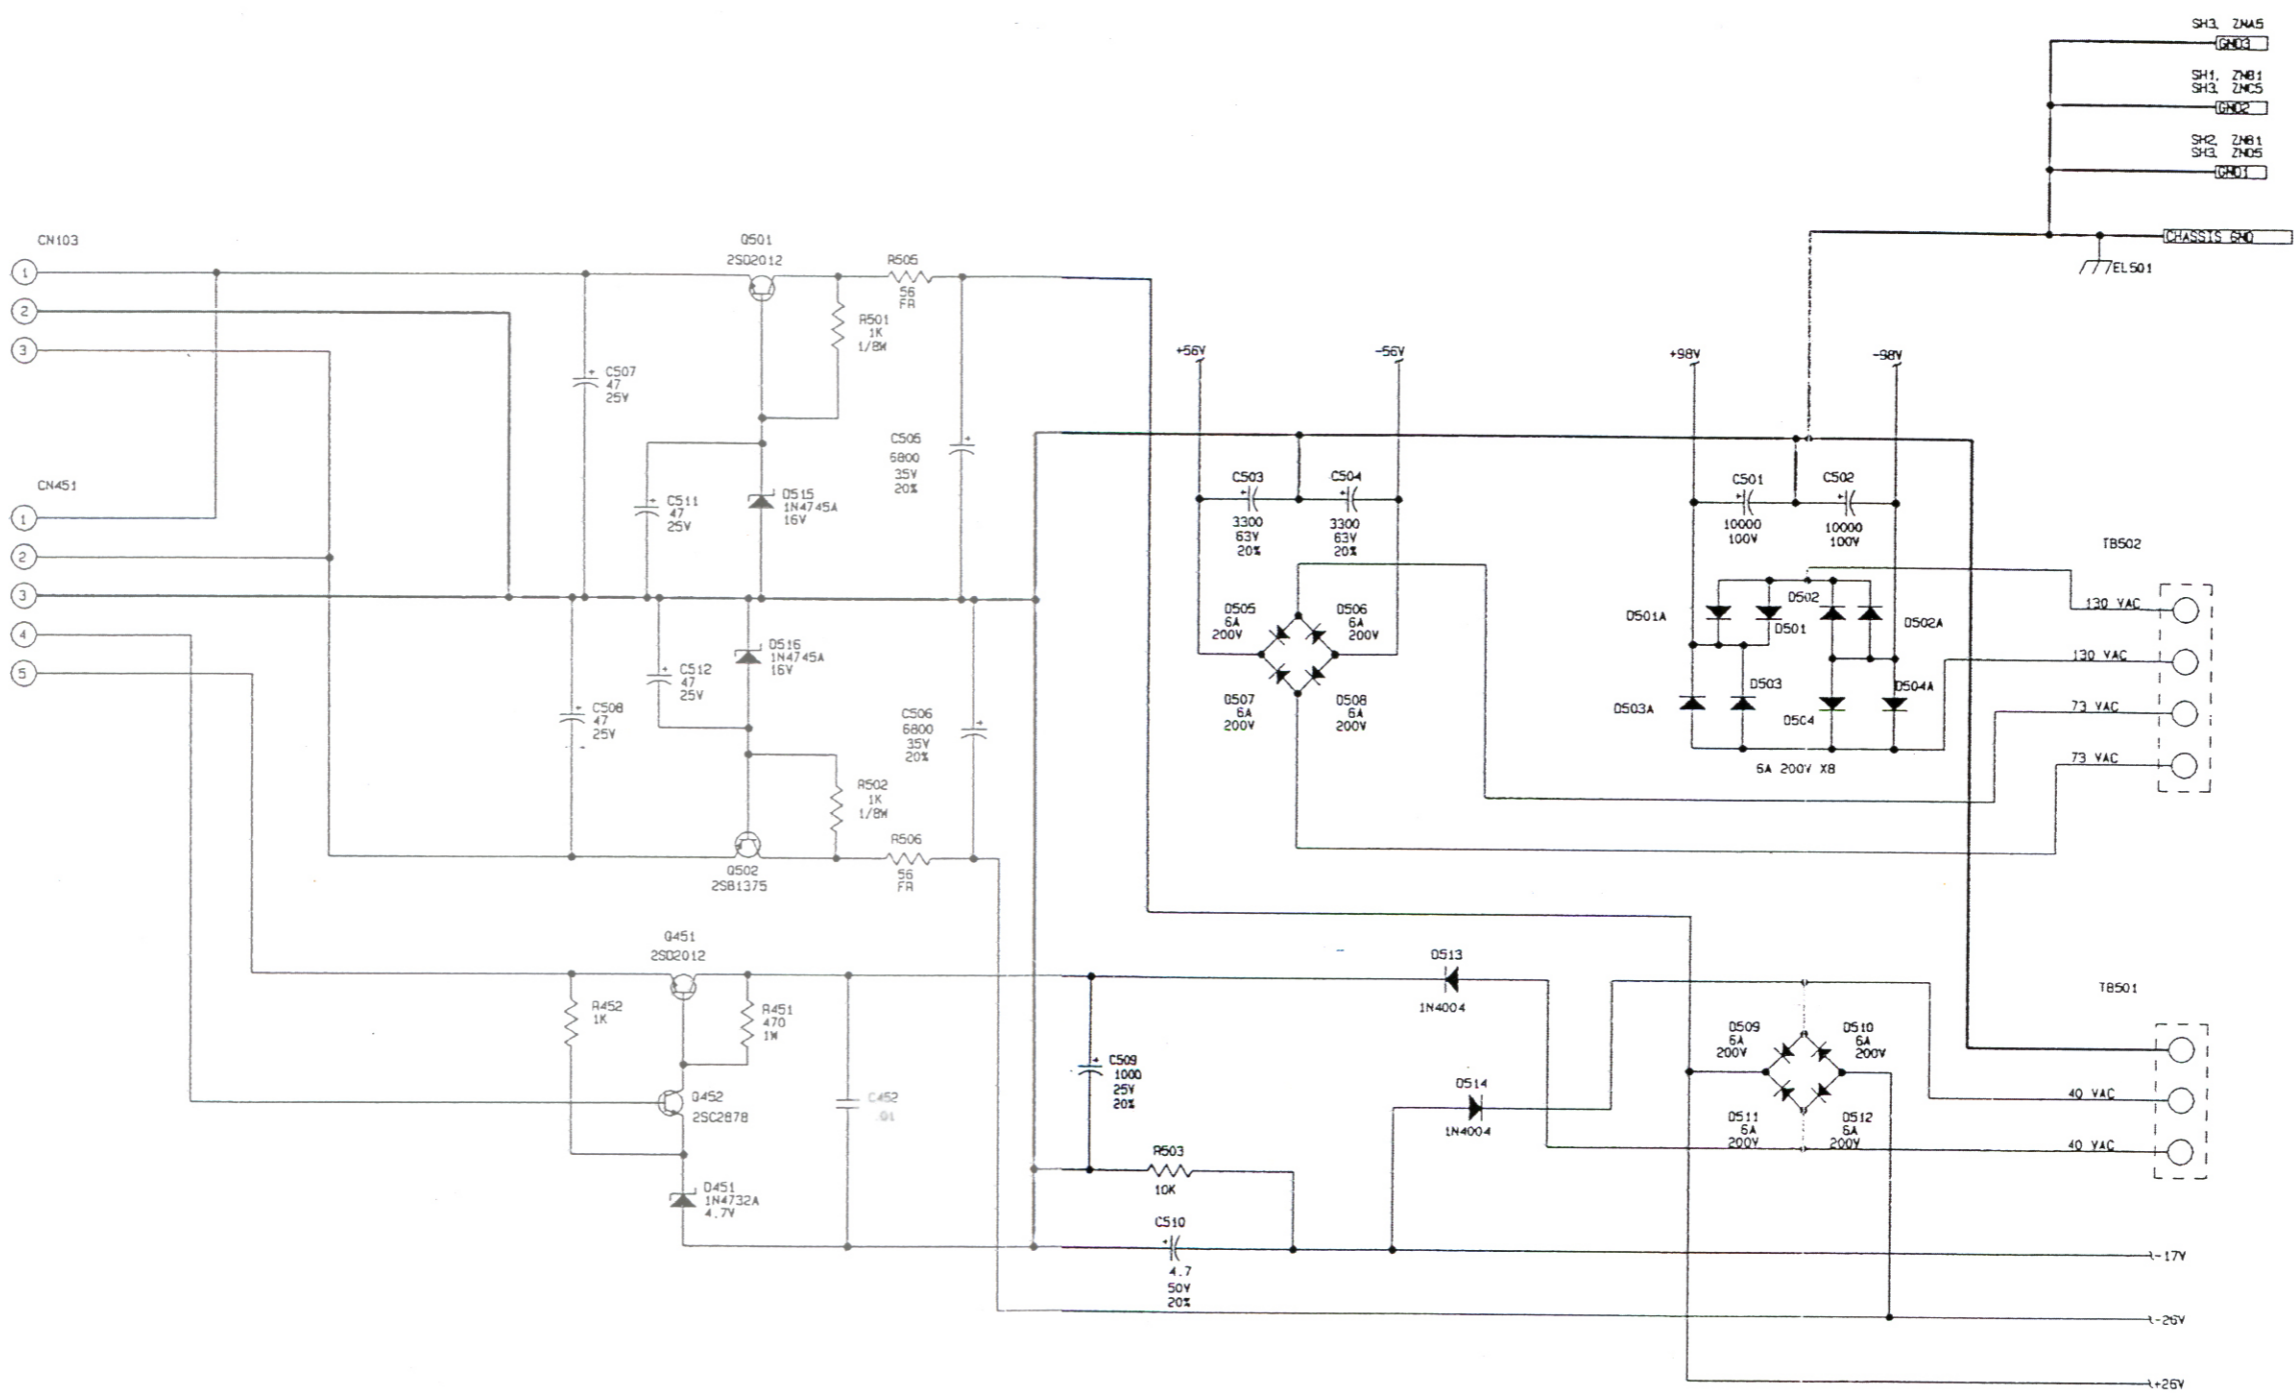 SH3, ZNA5
GND3
SH1, ZNB1
SH3, ZNC5
GND2
SH2, ZNB1
SH3, ZND5
GND1
CHASSIS GND
EL501
CN103
1
2
3
CN451
1
2
3
4
5
Q501
2SD2012
R505
56
FR
R501
1K
1/8W
C507
47
25V
C505
6800
35V
20%
C511
47
25V
D515
1N4745A
16V
D516
1N4745A
16V
C512
47
25V
C508
47
25V
C506
6800
35V
20%
R502
1K
1/8W
R506
56
FR
Q502
2SB1375
+56V
-56V
+98V
-98V
C503
3300
63V
20%
C504
3300
63V
20%
C501
10000
100V
C502
10000
100V
D505
6A
200V
D506
6A
200V
D507
6A
200V
D508
6A
200V
D501A
D501
D502
D502A
D503A
D503
D504
D504A
6A 200V X8
TB502
130 VAC
130 VAC
73 VAC
73 VAC
Q451
2SD2012
R452
1K
R451
470
1W
Q452
2SC2878
C452
.01
D451
1N4732A
4.7V
C509
1000
25V
20%
D513
1N4004
D514
1N4004
R503
10K
C510
4.7
50V
20%
D509
6A
200V
D510
6A
200V
D511
6A
200V
D512
6A
200V
TB501
40 VAC
40 VAC
-17V
-26V
+26V